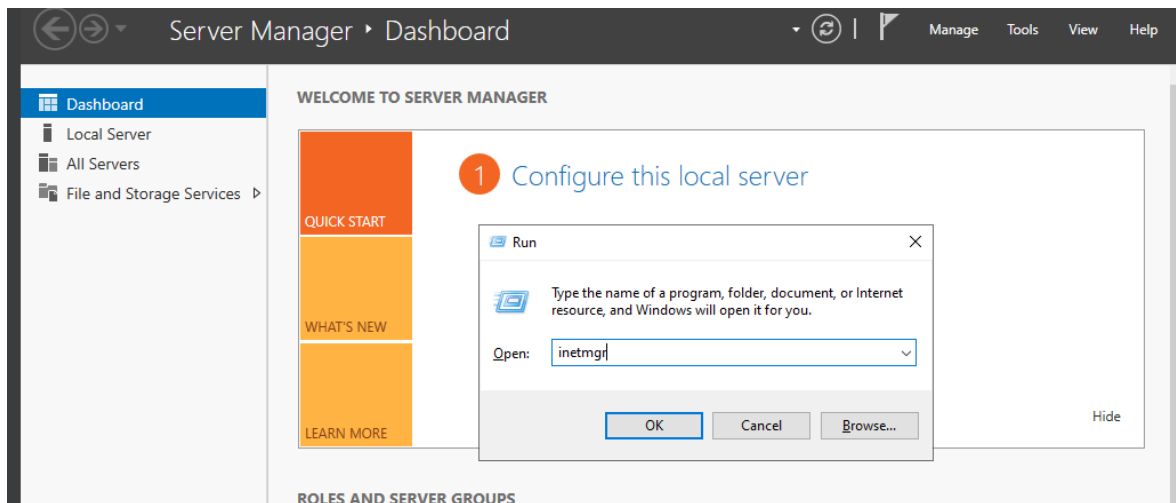 Server Manager ‣ Dashboard
Manage Tools View Help
Dashboard
Local Server
All Servers
File and Storage Services
WELCOME TO SERVER MANAGER
QUICK START
WHAT'S NEW
LEARN MORE
1 Configure this local server
Run
Type the name of a program, folder, document, or Internet
resource, and Windows will open it for you.
Open: inetmgr
OK Cancel Browse...
Hide
ROLES AND SERVER GROUPS